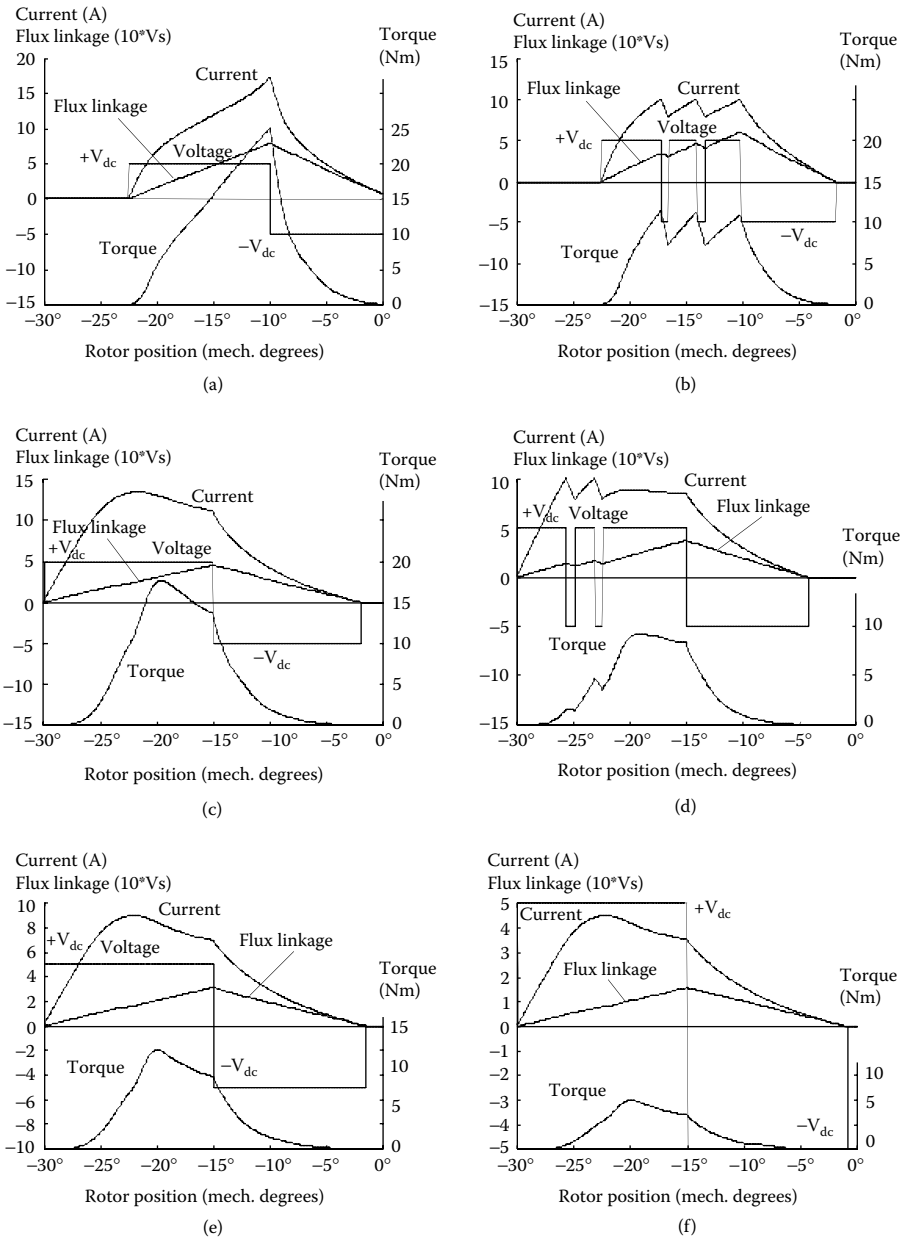 Current (A)
Flux linkage (10*Vs)
Torque
(Nm)
20
15
10
5
0
−5
−10
−15
25
20
15
10
5
0
Current
Flux linkage
+Vdc
Voltage
Torque
−Vdc
−30° −25° −20° −15° −10° −5° 0°
Rotor position (mech. degrees)
(a)
Current (A)
Flux linkage (10*Vs)
Torque
(Nm)
15
10
5
0
−5
−10
−15
20
15
10
5
0
Current
Flux linkage
+Vdc
Voltage
Torque
−Vdc
−30° −25° −20° −15° −10° −5° 0°
Rotor position (mech. degrees)
(b)
Current (A)
Flux linkage (10*Vs)
Torque
(Nm)
15
10
5
0
−5
−10
−15
20
15
10
5
0
Current
Flux linkage
+Vdc
Voltage
Torque
−Vdc
−30° −25° −20° −15° −10° −5° 0°
Rotor position (mech. degrees)
(c)
Current (A)
Flux linkage (10*Vs)
Torque
(Nm)
10
5
0
−5
−10
−15
10
5
0
Current
+Vdc
Voltage
Flux linkage
Torque
−30° −25° −20° −15° −10° −5° 0°
Rotor position (mech. degrees)
(d)
Current (A)
Flux linkage (10*Vs)
Torque
(Nm)
10
8
6
4
2
0
−2
−4
−6
−8
−10
15
10
5
0
Current
+Vdc
Voltage
Flux linkage
Torque
−Vdc
−30° −25° −20° −15° −10° −5° 0°
Rotor position (mech. degrees)
(e)
Current (A)
Flux linkage (10*Vs)
Torque
(Nm)
5
4
3
2
1
0
−1
−2
−3
−4
−5
10
5
0
Current
+Vdc
Flux linkage
Torque
−Vdc
−30° −25° −20° −15° −10° −5° 0°
Rotor position (mech. degrees)
(f)